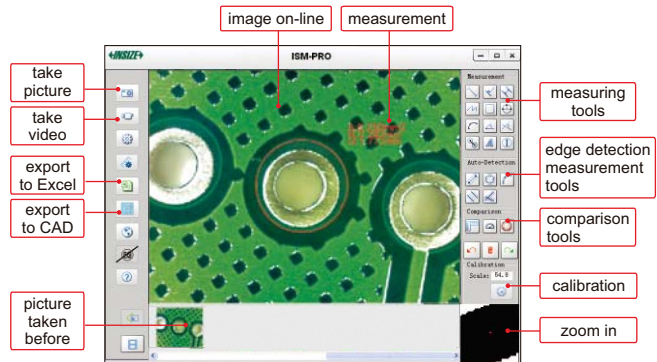 image on-line
measurement
INSIZE
ISM-PRO
take
picture
take
video
export
to Excel
export
to CAD
picture
taken
before
Measurement
Auto-Detection
Comparison
Calibration
Scale: 54.8
measuring
tools
edge detection
measurement
tools
comparison
tools
calibration
zoom in